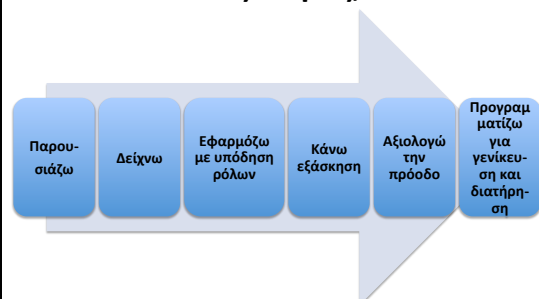 Παρου-
σιάζω
Δείχνω
Εφαρμόζω
με υπόδηση
ρόλων
Κάνω
εξάσκηση
Αξιολογώ
την
πρόοδο
Προγραμ
ματίζω
για
γενίκευ-
ση και
διατήρη-
ση